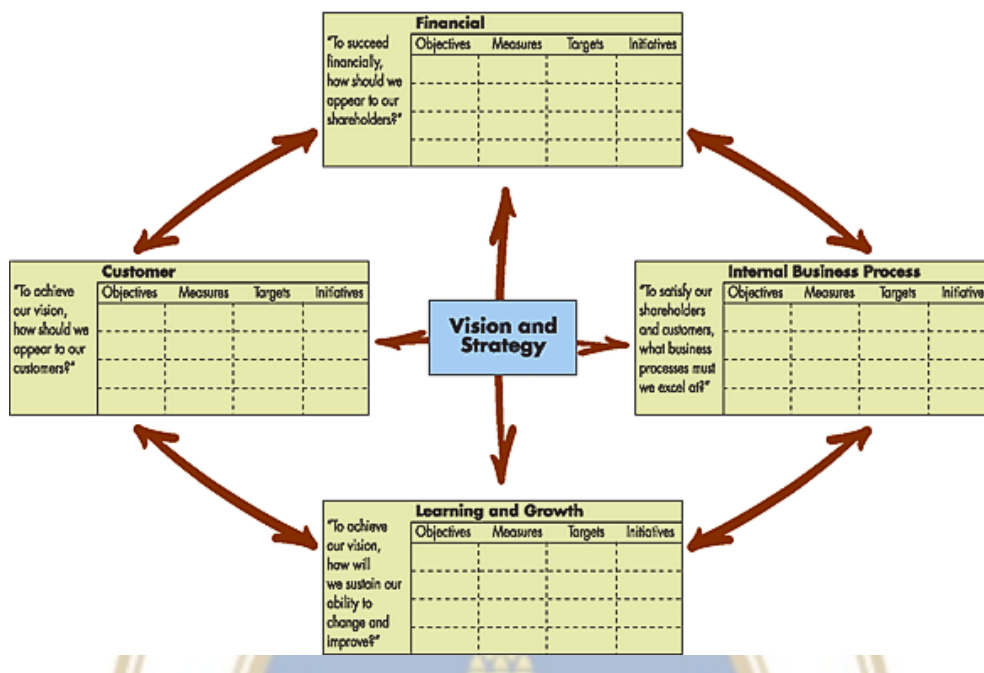 Financial
"To succeed
financially,
how should we
appear to our
shareholders?"
Objectives Measures Targets Initiatives
Customer
"To achieve
our vision,
how should we
appear to our
customers?"
Objectives Measures Targets Initiatives
Vision and
Strategy
Internal Business Process
"To satisfy our
shareholders
and customers,
what business
processes must
we excel at?"
Objectives Measures Targets Initiative
Learning and Growth
"To achieve
our vision,
how will
we sustain our
ability to
change and
improve?"
Objectives Measures Targets Initiatives